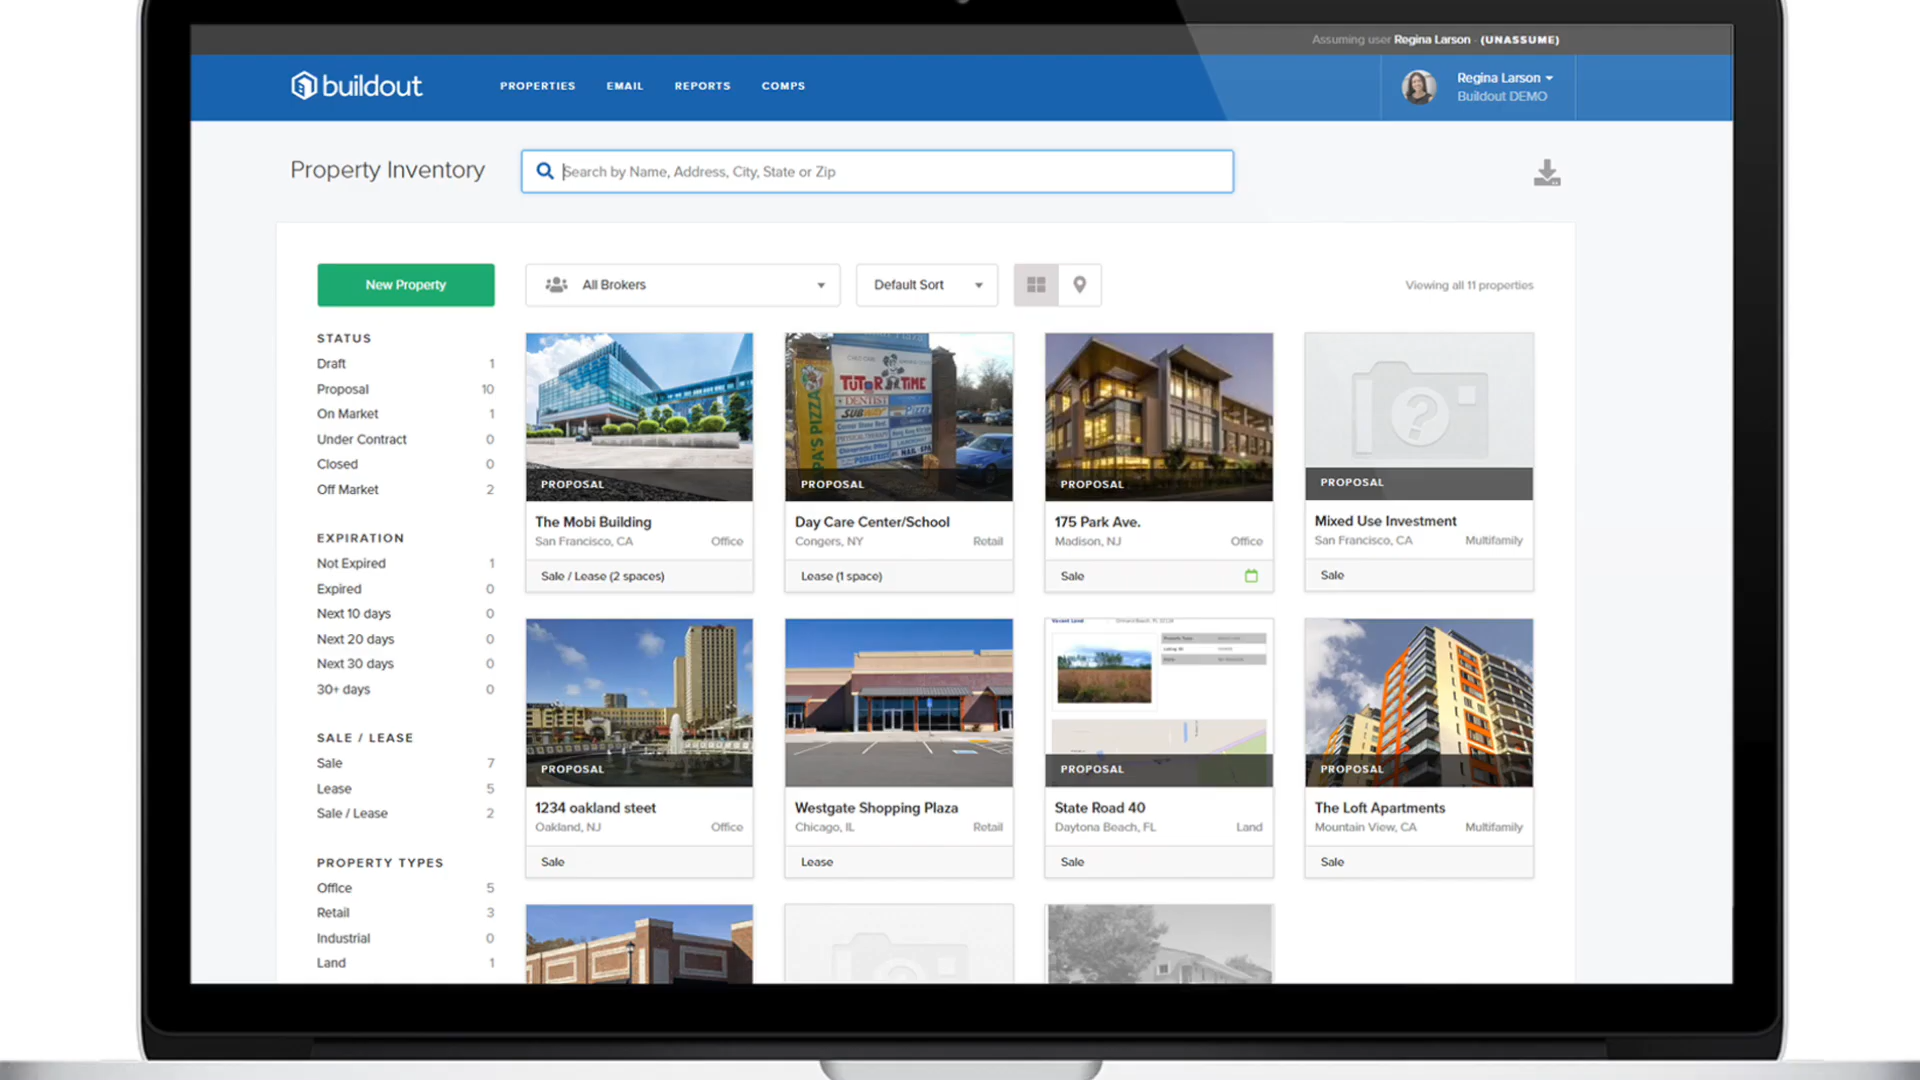 Assuming user Regina Larson - (UNASSUME)
buildout
PROPERTIES EMAIL REPORTS COMPS
Regina Larson
Buildout DEMO
Property Inventory
Search by Name, Address, City, State or Zip
New Property
All Brokers
Default Sort
Viewing all 11 properties
STATUS
Draft 1
Proposal 10
On Market 1
Under Contract 0
Closed 0
Off Market 2
EXPIRATION
Not Expired 1
Expired 0
Next 10 days 0
Next 20 days 0
Next 30 days 0
30+ days 0
SALE / LEASE
Sale 7
Lease 5
Sale / Lease 2
PROPERTY TYPES
Office 5
Retail 3
Industrial 0
Land 1
PROPOSAL
The Mobi Building
San Francisco, CA Office
Sale / Lease (2 spaces)
TUTOR TIME
DENTIST
SUBWAY
PROPOSAL
Day Care Center/School
Congers, NY Retail
Lease (1 space)
PROPOSAL
175 Park Ave.
Madison, NJ Office
Sale
?
PROPOSAL
Mixed Use Investment
San Francisco, CA Multifamily
Sale
PROPOSAL
1234 oakland steet
Oakland, NJ Office
Sale
Westgate Shopping Plaza
Chicago, IL Retail
Lease
Vacant Land
PROPOSAL
State Road 40
Daytona Beach, FL Land
Sale
PROPOSAL
The Loft Apartments
Mountain View, CA Multifamily
Sale